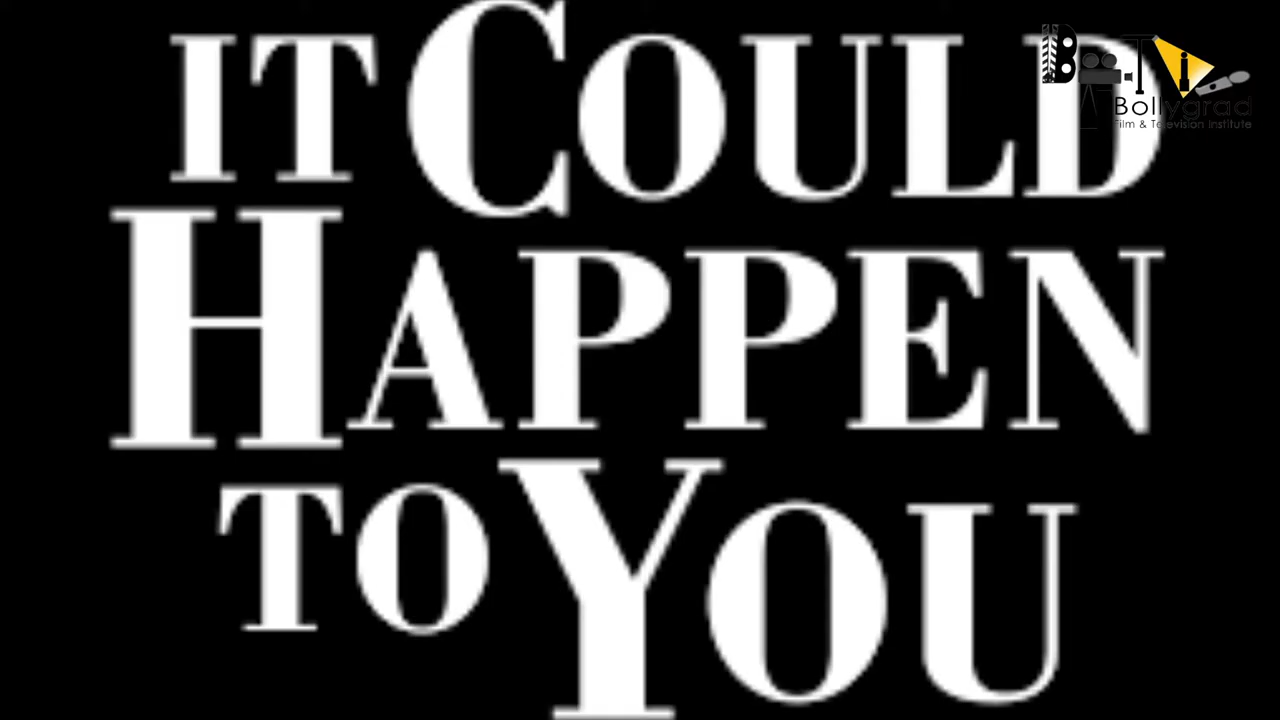 IT COULD
HAPPEN
TO YOU
Bollygrad
Film & Television Institute